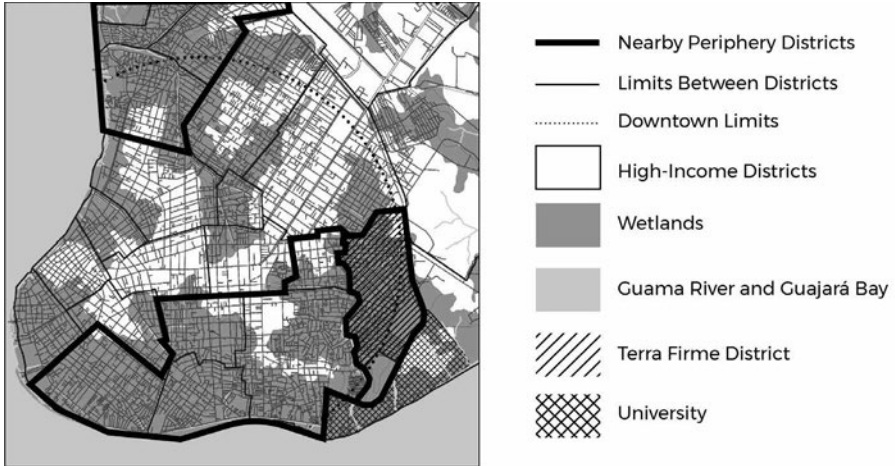 Nearby Periphery Districts
Limits Between Districts
Downtown Limits
High-Income Districts
Wetlands
Guama River and Guajará Bay
Terra Firme District
University